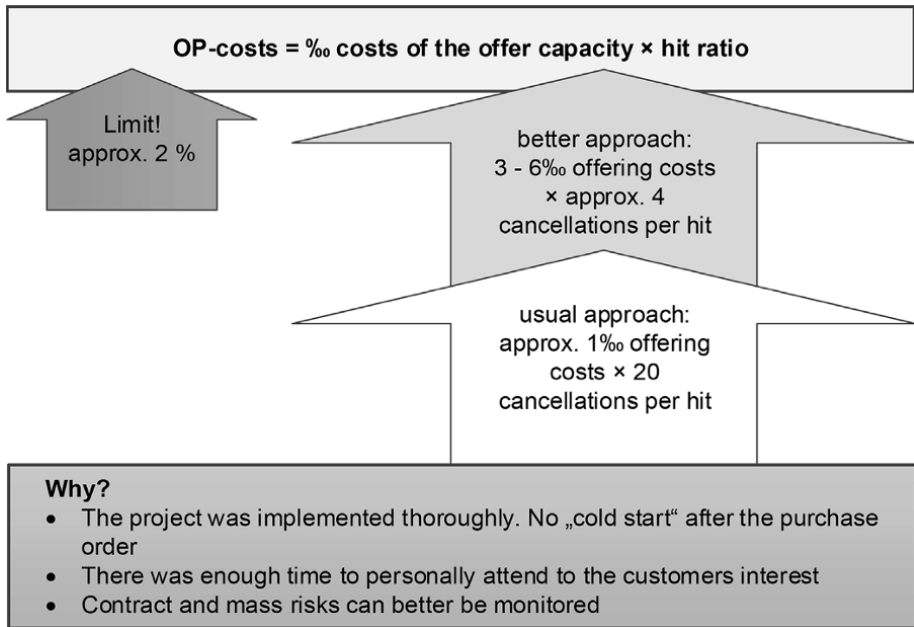 OP-costs = ‰ costs of the offer capacity × hit ratio
Limit!
approx. 2 %
better approach:
3 - 6‰ offering costs
× approx. 4
cancellations per hit
usual approach:
approx. 1‰ offering
costs × 20
cancellations per hit
Why?
• The project was implemented thoroughly. No „cold start“ after the purchase
order
• There was enough time to personally attend to the customers interest
• Contract and mass risks can better be monitored